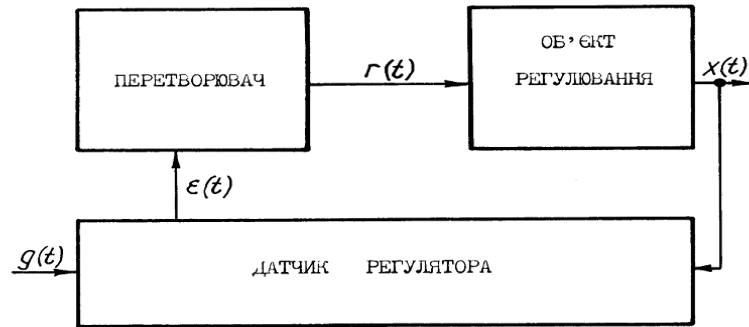 ОБ'ЄКТ
РЕГУЛЮВАННЯ
ПЕРЕТВОРЮВАЧ
r(t)
x(t)
ε(t)
g(t)
ДАТЧИК РЕГУЛЯТОРА